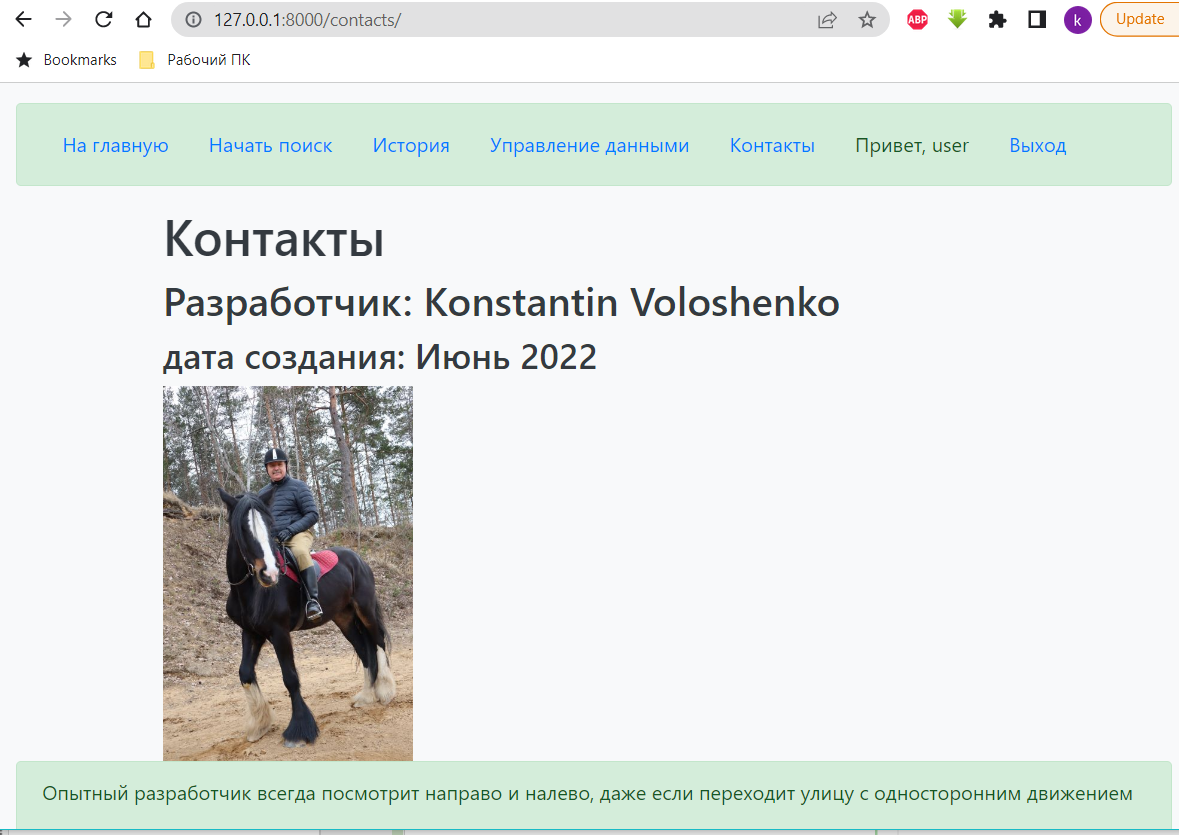 127.0.0.1:8000/contacts/
ABP
k
Update
Bookmarks
Рабочий ПК
На главную Начать поиск История Управление данными Контакты Привет, user Выход
Контакты
Разработчик: Konstantin Voloshenko
дата создания: Июнь 2022
Опытный разработчик всегда посмотрит направо и налево, даже если переходит улицу с односторонним движением